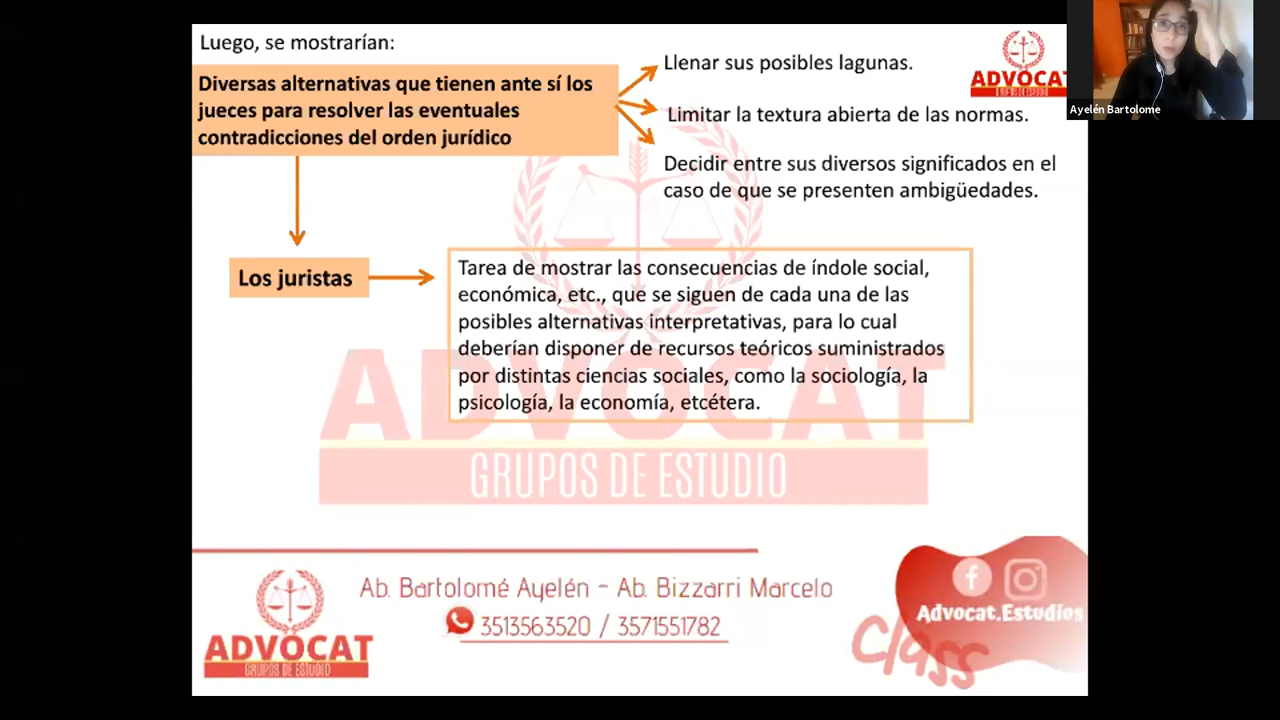 Luego, se mostrarían:
Diversas alternativas que tienen ante sí los
jueces para resolver las eventuales
contradicciones del orden jurídico
Llenar sus posibles lagunas.
Limitar la textura abierta de las normas.
Decidir entre sus diversos significados en el
caso de que se presenten ambigüedades.
ADVOCAT
GRUPOS DE ESTUDIO
Ayelén Bartolome
Los juristas
Tarea de mostrar las consecuencias de índole social,
económica, etc., que se siguen de cada una de las
posibles alternativas interpretativas, para lo cual
deberían disponer de recursos teóricos suministrados
por distintas ciencias sociales, como la sociología, la
psicología, la economía, etcétera.
ADVOCAT
GRUPOS DE ESTUDIO
Ab. Bartolomé Ayelén - Ab. Bizzarri Marcelo
3513563520 / 3571551782
ADVOCAT
GRUPOS DE ESTUDIO
Advocat.Estudios
Class